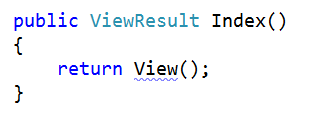 public ViewResult Index()
{
    return View();
}